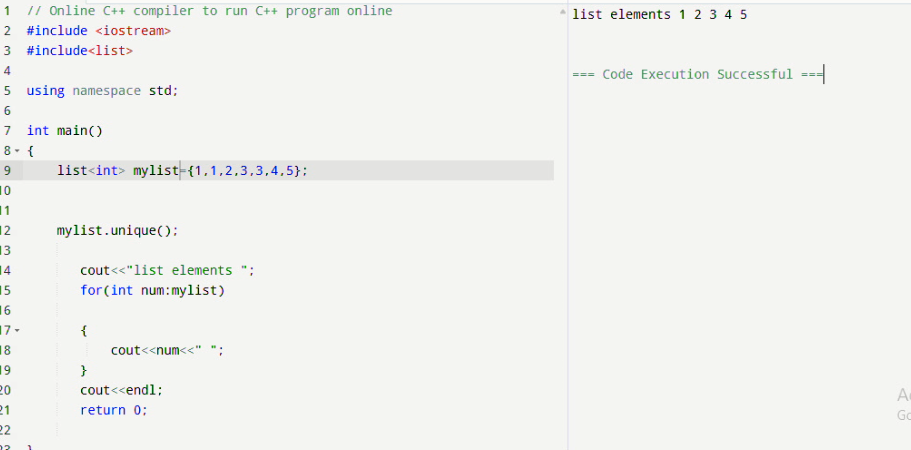 1 // Online C++ compiler to run C++ program online
2 #include <iostream>
3 #include<list>
4
5 using namespace std;
6
7 int main()
8 {
9 list<int> mylist={1,1,2,3,3,4,5};
10
11
12 mylist.unique();
13
14 cout<<"list elements ";
15 for(int num:mylist)
16
17 {
18 cout<<num<<" ";
19 }
20 cout<<endl;
21 return 0;
22
23 }
list elements 1 2 3 4 5
=== Code Execution Successful ===